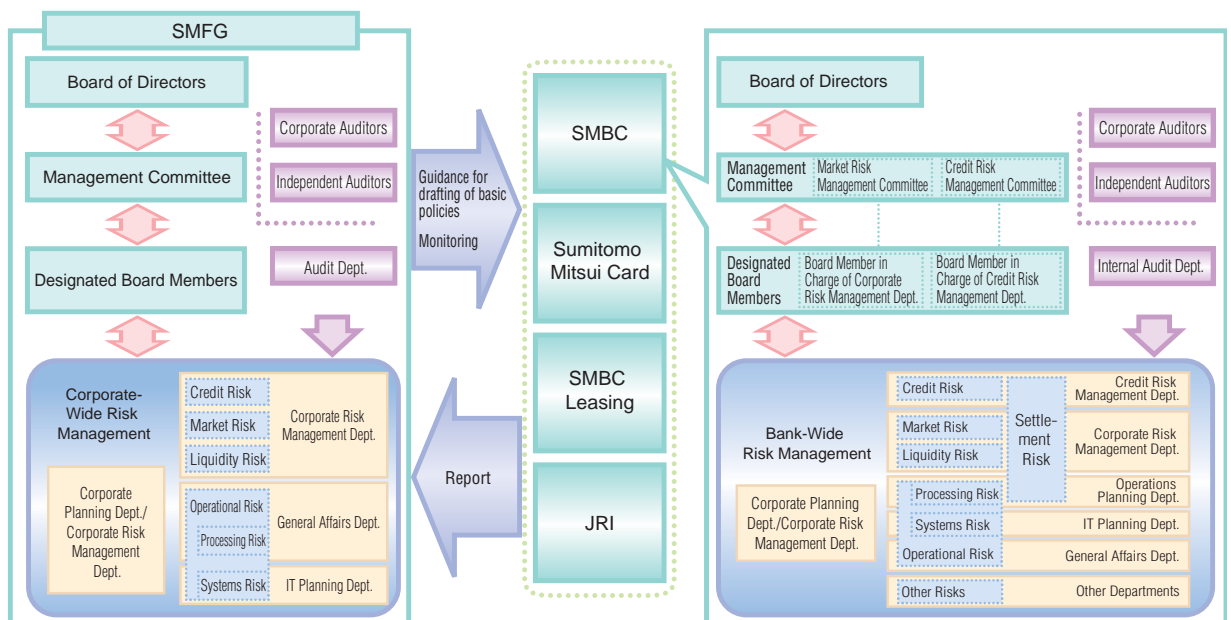 SMFG
Board of Directors
Corporate Auditors
Management Committee
Independent Auditors
Designated Board Members
Audit Dept.
Corporate-
Wide Risk
Management
Corporate
Planning Dept./
Corporate Risk
Management
Dept.
Credit Risk
Market Risk
Liquidity Risk
Corporate Risk
Management Dept.
Operational Risk
Processing Risk
General Affairs Dept.
Systems Risk
IT Planning Dept.
Guidance for
drafting of basic
policies
Monitoring
Report
SMBC
Sumitomo
Mitsui Card
SMBC
Leasing
JRI
Board of Directors
Corporate Auditors
Management
Committee
Market Risk
Management Committee
Credit Risk
Management Committee
Independent Auditors
Designated
Board
Members
Board Member in
Charge of Corporate
Risk Management Dept.
Board Member in
Charge of Credit Risk
Management Dept.
Internal Audit Dept.
Bank-Wide
Risk Management
Corporate Planning
Dept./Corporate Risk
Management Dept.
Credit Risk
Credit Risk
Management Dept.
Market Risk
Liquidity Risk
Settle-
ment
Risk
Corporate Risk
Management Dept.
Processing Risk
Operations
Planning Dept.
Systems Risk
IT Planning Dept.
Operational Risk
General Affairs Dept.
Other Risks
Other Departments